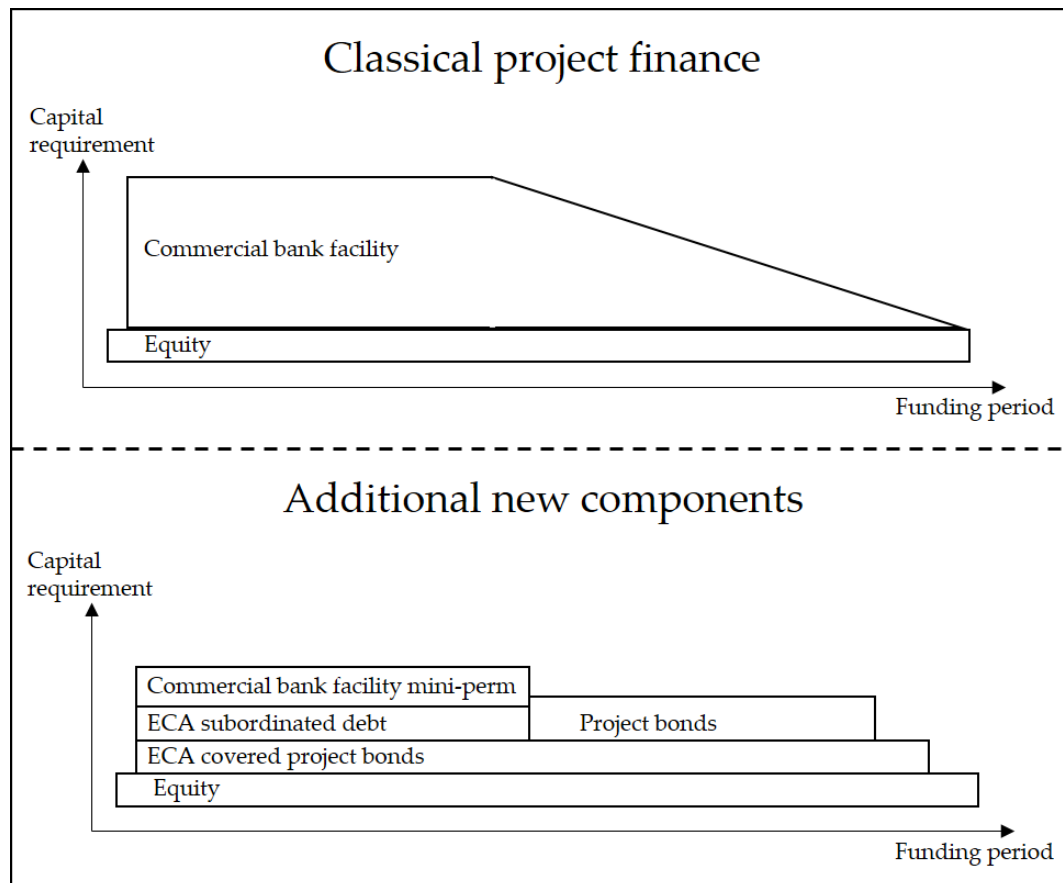 Classical project finance
Capital
requirement
Commercial bank facility
Equity
Funding period
Additional new components
Capital
requirement
Commercial bank facility mini-perm
ECA subordinated debt
Project bonds
ECA covered project bonds
Equity
Funding period